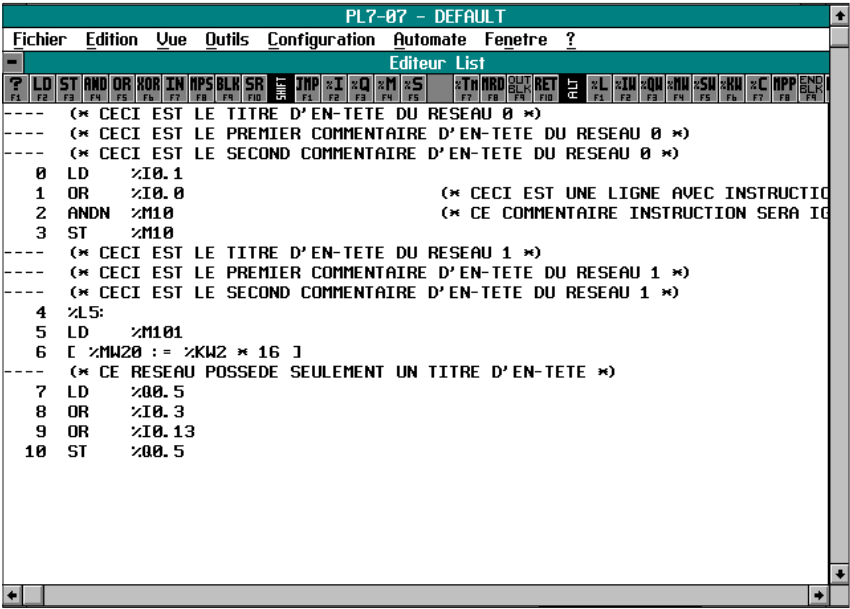 PL7-07 - DEFAULT
Fichier Edition Vue Outils Configuration Automate Fenetre ?
Editeur List
? LD ST AND OR XOR IN MPS BLK SR SHIFT JMP %I %Q %M %S %TM MRD OUT BLK RET ALT %L %IW %QW %MW %SW %KW %C MPP END BLK
F1 F2 F3 F4 F5 F6 F7 F8 F9 F10 F1 F2 F3 F4 F5 F7 F8 F9 F10 F1 F2 F3 F4 F5 F6 F7 F8 F9
---- (* CECI EST LE TITRE D'EN-TETE DU RESEAU 0 *)
---- (* CECI EST LE PREMIER COMMENTAIRE D'EN-TETE DU RESEAU 0 *)
---- (* CECI EST LE SECOND COMMENTAIRE D'EN-TETE DU RESEAU 0 *)
0 LD %I0.1
1 OR %I0.0 (* CECI EST UNE LIGNE AVEC INSTRUCTIO
2 ANDN %M10 (* CE COMMENTAIRE INSTRUCTION SERA IG
3 ST %M10
---- (* CECI EST LE TITRE D'EN-TETE DU RESEAU 1 *)
---- (* CECI EST LE PREMIER COMMENTAIRE D'EN-TETE DU RESEAU 1 *)
---- (* CECI EST LE SECOND COMMENTAIRE D'EN-TETE DU RESEAU 1 *)
4 %L5:
5 LD %M101
6 [ %MW20 := %KW2 * 16 ]
---- (* CE RESEAU POSSEDE SEULEMENT UN TITRE D'EN-TETE *)
7 LD %Q0.5
8 OR %I0.3
9 OR %I0.13
10 ST %Q0.5